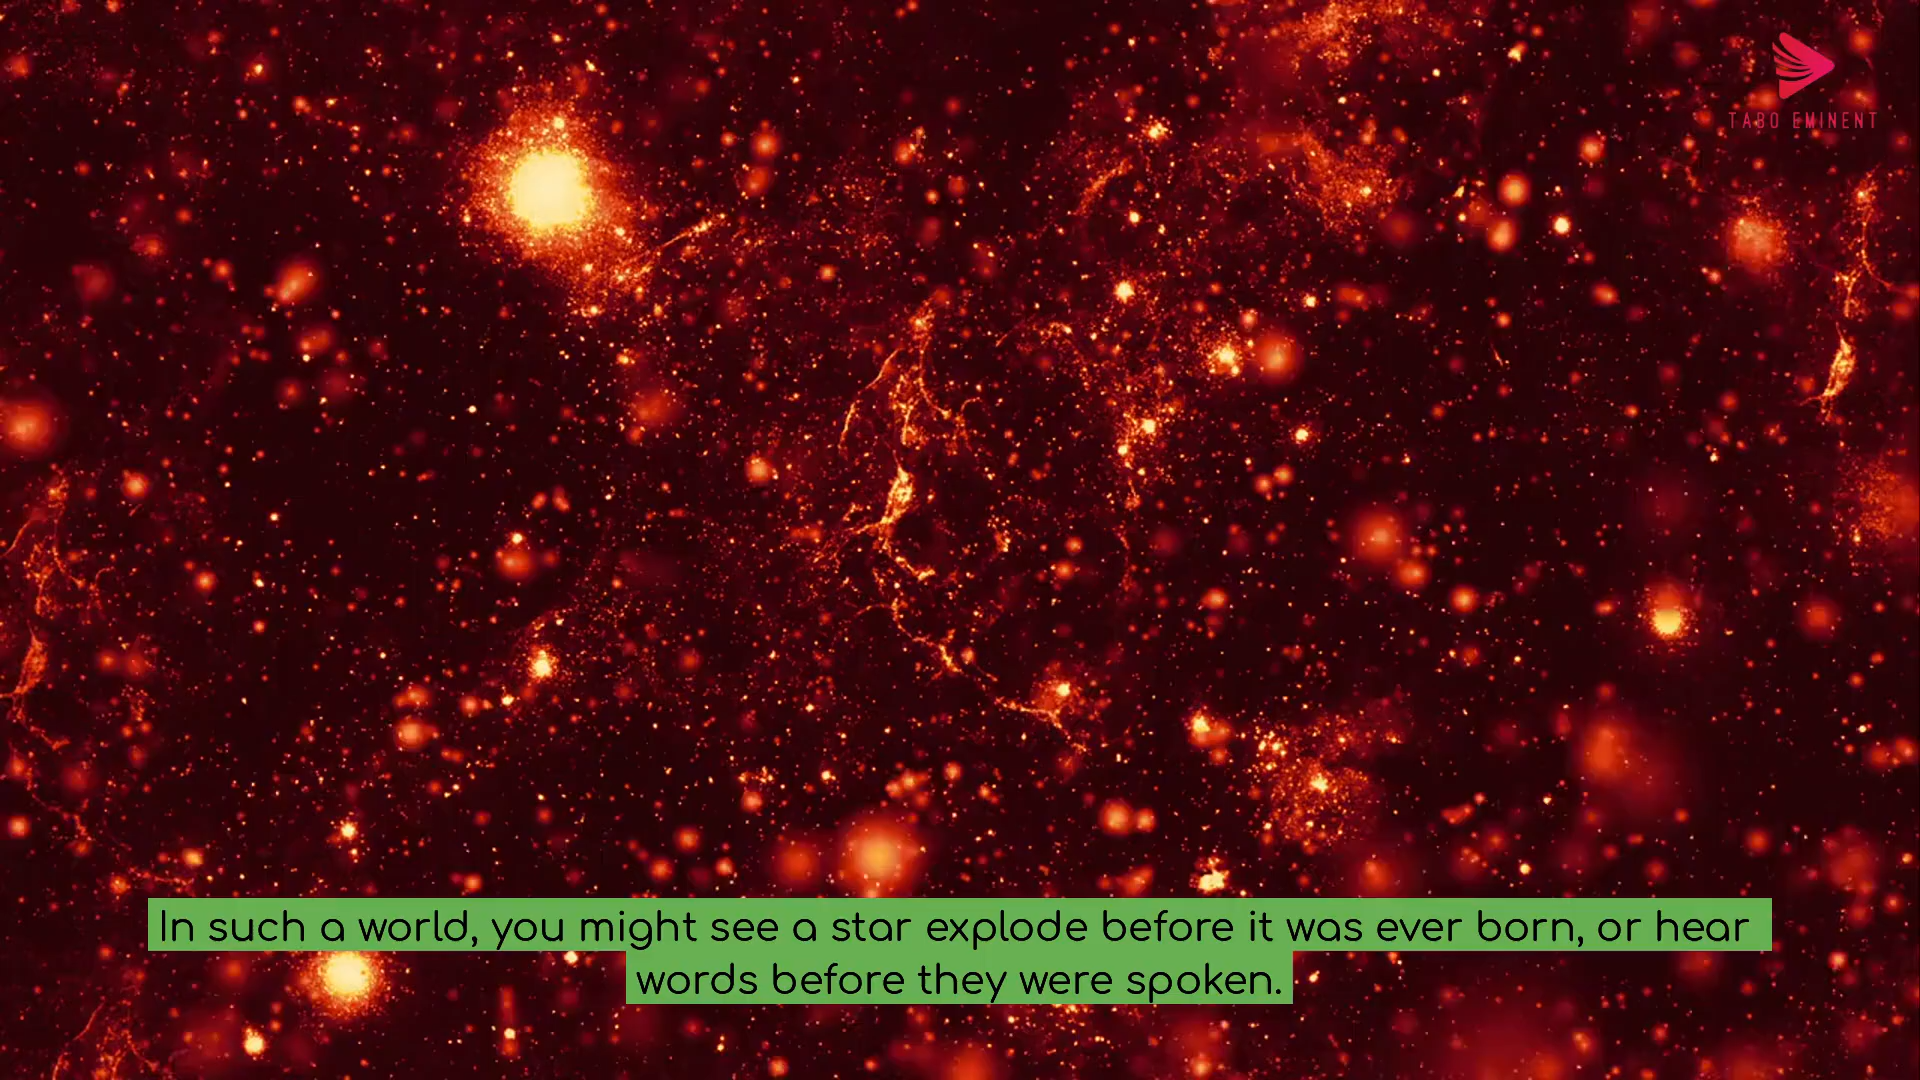 TABO EMINENT
In such a world, you might see a star explode before it was ever born, or hear
words before they were spoken.